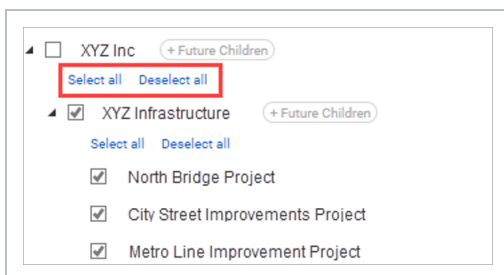 XYZ Inc + Future Children
Select all Deselect all
XYZ Infrastructure + Future Children
Select all Deselect all
North Bridge Project
City Street Improvements Project
Metro Line Improvement Project